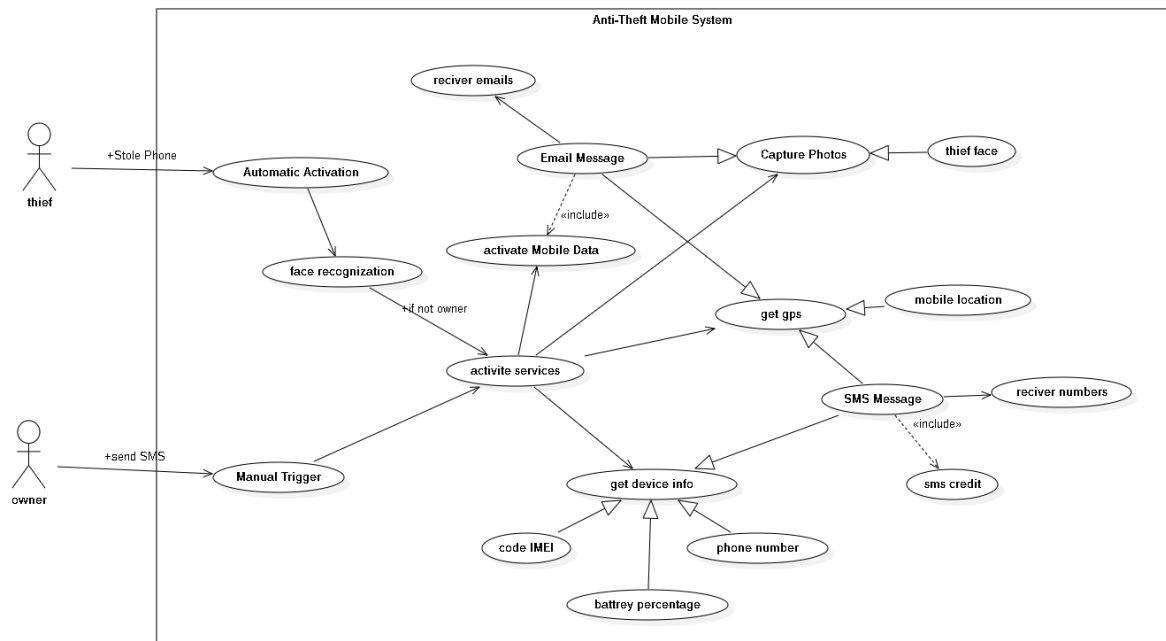 Anti-Theft Mobile System
reciver emails
+Stole Phone
Email Message
Capture Photos
thief face
Automatic Activation
thief
«include»
activate Mobile Data
face recognization
mobile location
+if not owner
get gps
activite services
SMS Message
reciver numbers
«include»
+send SMS
Manual Trigger
owner
get device info
sms credit
code IMEI
phone number
battrey percentage